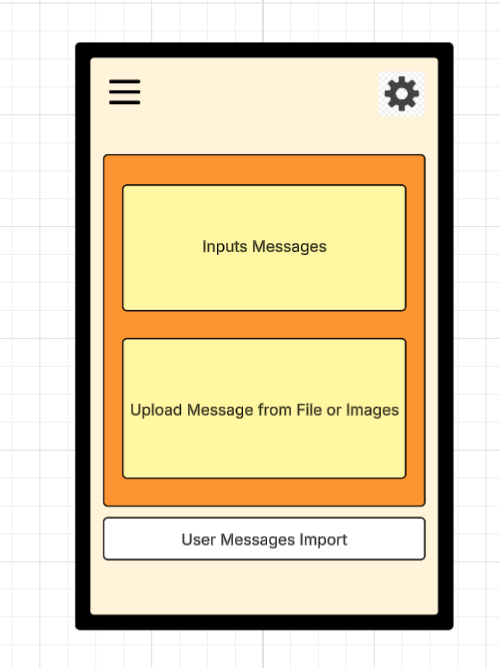 Inputs Messages
Upload Message from File or Images
User Messages Import